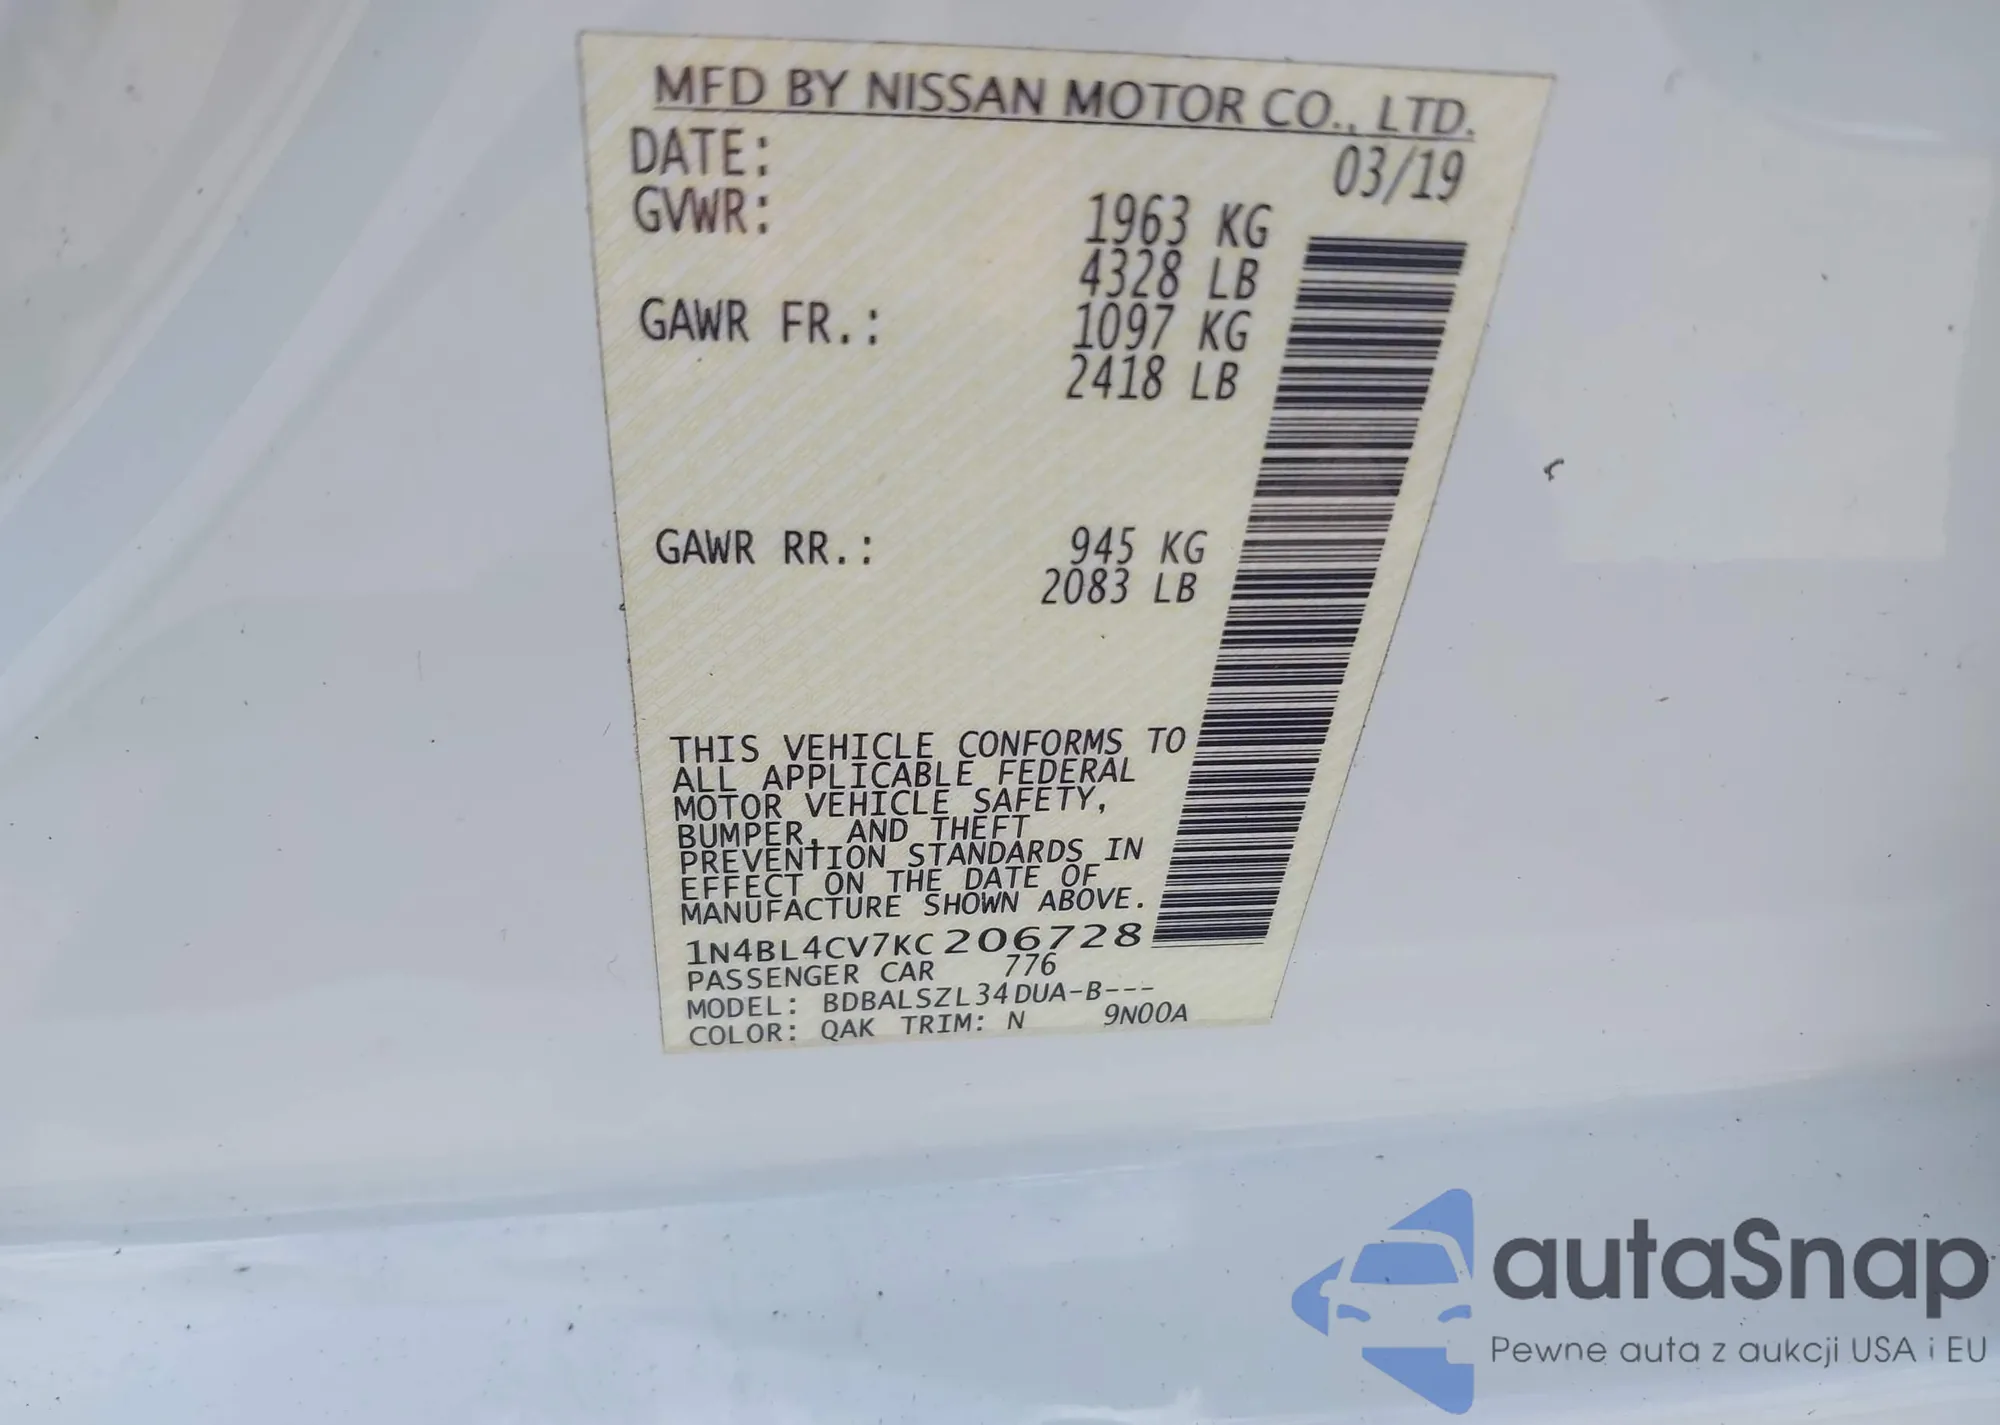 MFD BY NISSAN MOTOR CO., LTD.
DATE: 03/19
GVWR: 1963 KG
4328 LB
GAWR FR.: 1097 KG
2418 LB
GAWR RR.: 945 KG
2083 LB
THIS VEHICLE CONFORMS TO
ALL APPLICABLE FEDERAL
MOTOR VEHICLE SAFETY,
BUMPER, AND THEFT
PREVENTION STANDARDS IN
EFFECT ON THE DATE OF
MANUFACTURE SHOWN ABOVE.
1N4BL4CV7KC206728
PASSENGER CAR 776
MODEL: BDBALSZL34DUA-B---
COLOR: QAK TRIM: N 9N00A
autaSnap
Pewne auta z aukcji USA i EU